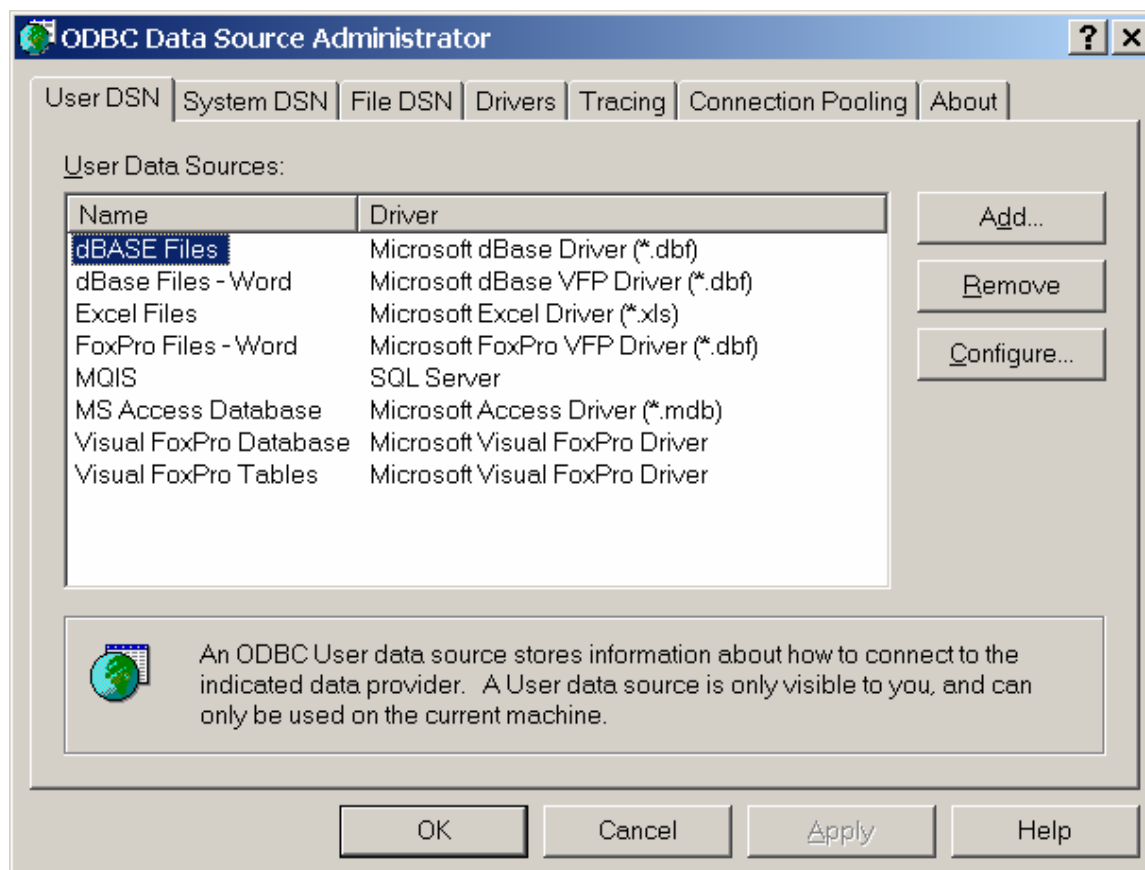 ODBC Data Source Administrator
User DSN System DSN File DSN Drivers Tracing Connection Pooling About
User Data Sources:
Name Driver
dBASE Files Microsoft dBase Driver (*.dbf)
dBase Files - Word Microsoft dBase VFP Driver (*.dbf)
Excel Files Microsoft Excel Driver (*.xls)
FoxPro Files - Word Microsoft FoxPro VFP Driver (*.dbf)
MQIS SQL Server
MS Access Database Microsoft Access Driver (*.mdb)
Visual FoxPro Database Microsoft Visual FoxPro Driver
Visual FoxPro Tables Microsoft Visual FoxPro Driver
Add...
Remove
Configure...
An ODBC User data source stores information about how to connect to the
indicated data provider. A User data source is only visible to you, and can
only be used on the current machine.
OK Cancel Apply Help